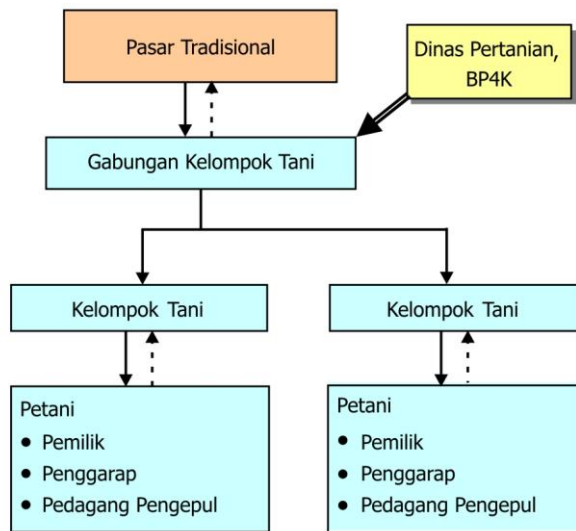 Pasar Tradisional
Dinas Pertanian,
BP4K
Gabungan Kelompok Tani
Kelompok Tani
Kelompok Tani
Petani
● Pemilik
● Penggarap
● Pedagang Pengepul
Petani
● Pemilik
● Penggarap
● Pedagang Pengepul